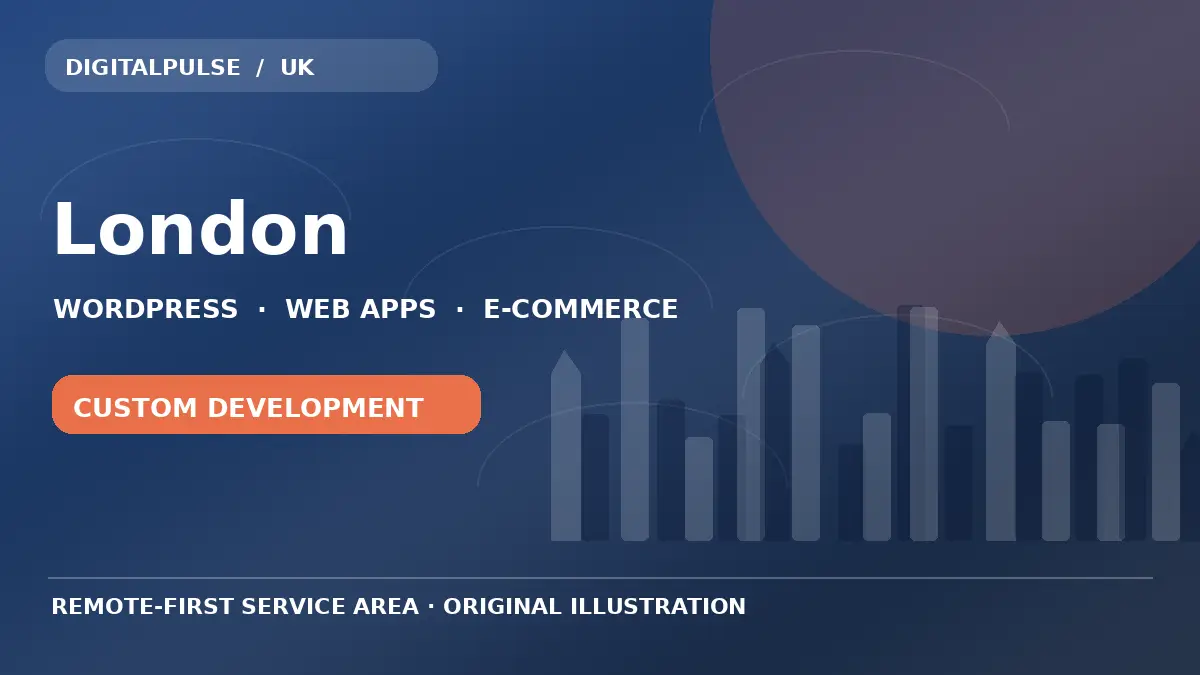 DIGITALPULSE / UK
London
WORDPRESS · WEB APPS · E-COMMERCE
CUSTOM DEVELOPMENT
REMOTE-FIRST SERVICE AREA · ORIGINAL ILLUSTRATION